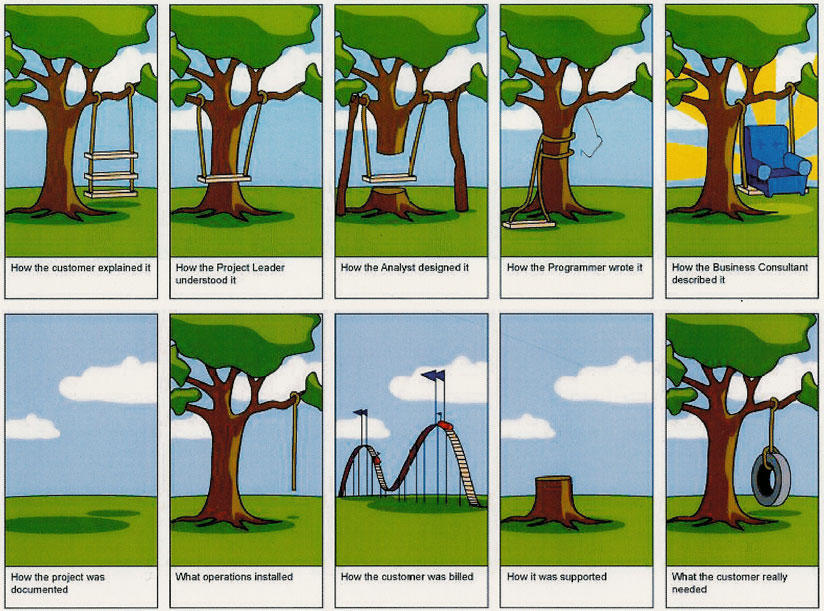 How the customer explained it
How the Project Leader
understood it
How the Analyst designed it
How the Programmer wrote it
How the Business Consultant
described it
How the project was
documented
What operations installed
How the customer was billed
How it was supported
What the customer really
needed